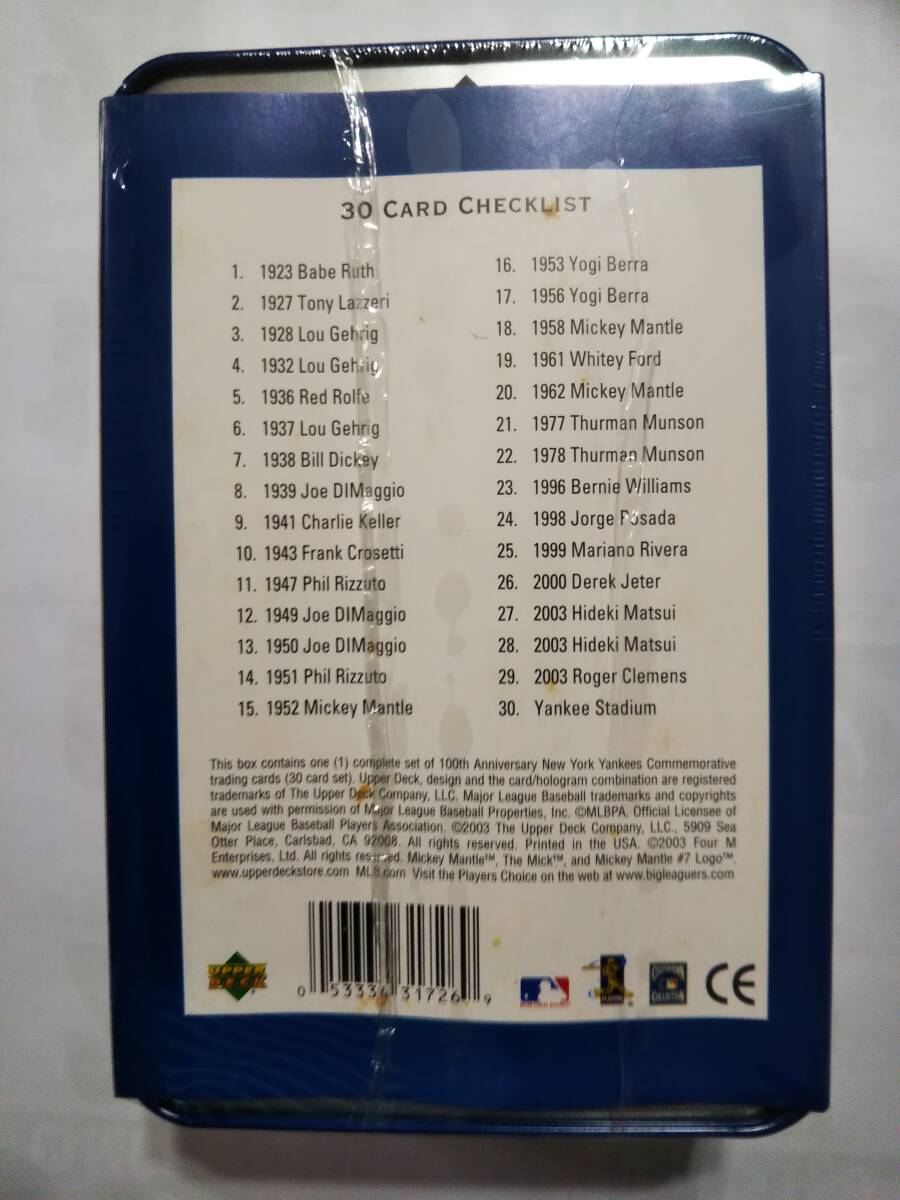 30 CARD CHECKLIST
1. 1923 Babe Ruth
2. 1927 Tony Lazzeri
3. 1928 Lou Gehrig
4. 1932 Lou Gehrig
5. 1936 Red Rolfe
6. 1937 Lou Gehrig
7. 1938 Bill Dickey
8. 1939 Joe DIMaggio
9. 1941 Charlie Keller
10. 1943 Frank Crosetti
11. 1947 Phil Rizzuto
12. 1949 Joe DIMaggio
13. 1950 Joe DIMaggio
14. 1951 Phil Rizzuto
15. 1952 Mickey Mantle
16. 1953 Yogi Berra
17. 1956 Yogi Berra
18. 1958 Mickey Mantle
19. 1961 Whitey Ford
20. 1962 Mickey Mantle
21. 1977 Thurman Munson
22. 1978 Thurman Munson
23. 1996 Bernie Williams
24. 1998 Jorge Posada
25. 1999 Mariano Rivera
26. 2000 Derek Jeter
27. 2003 Hideki Matsui
28. 2003 Hideki Matsui
29. 2003 Roger Clemens
30. Yankee Stadium
This box contains one (1) complete set of 100th Anniversary New York Yankees Commemorative
trading cards (30 card set). Upper Deck, design and the card/hologram combination are registered
trademarks of The Upper Deck Company, LLC. Major League Baseball trademarks and copyrights
are used with permission of Major League Baseball Properties, Inc. ©MLBPA. Official Licensee of
Major League Baseball Players Association. ©2003 The Upper Deck Company, LLC., 5909 Sea
Otter Place, Carlsbad, CA 92008. All rights reserved. Printed in the USA. ©2003 Four M
Enterprises, Ltd. All rights reserved. Mickey Mantle™, The Mick™, and Mickey Mantle #7 Logo™.
www.upperdeckstore.com MLB.com Visit the Players Choice on the web at www.bigleaguers.com
UPPER
DECK
0 53334 31726 9
CE